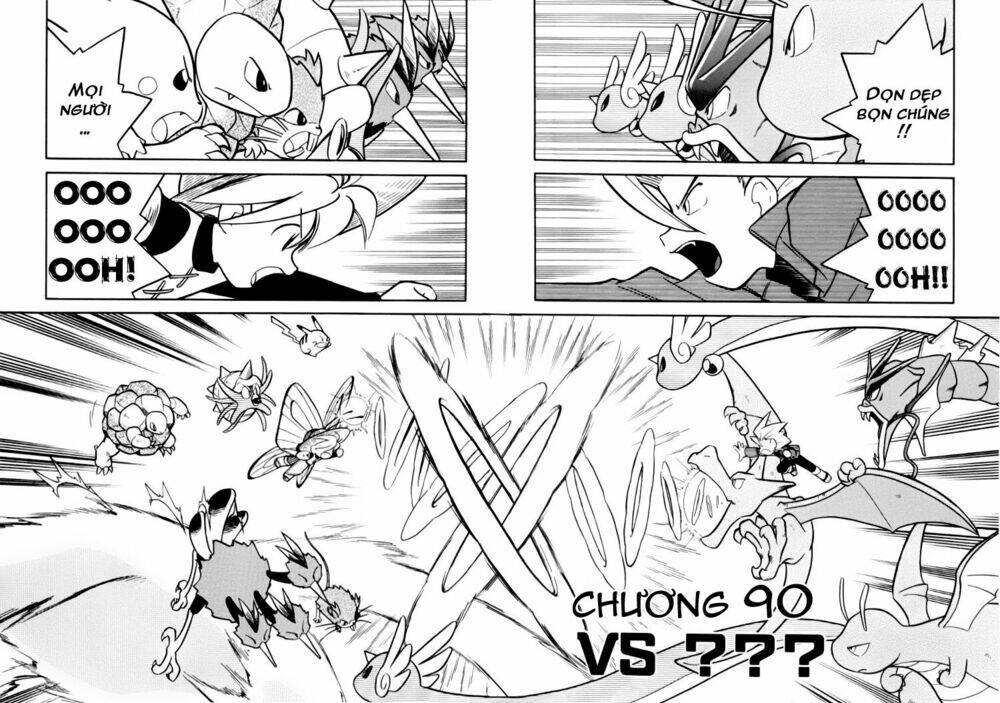 MỌI
NGƯỜI
...
DỌN DẸP
BỌN CHÚNG
!!
OOO
OOO
OOH!
OOOO
OOOO
OOH!!
CHƯƠNG 90
VS ???